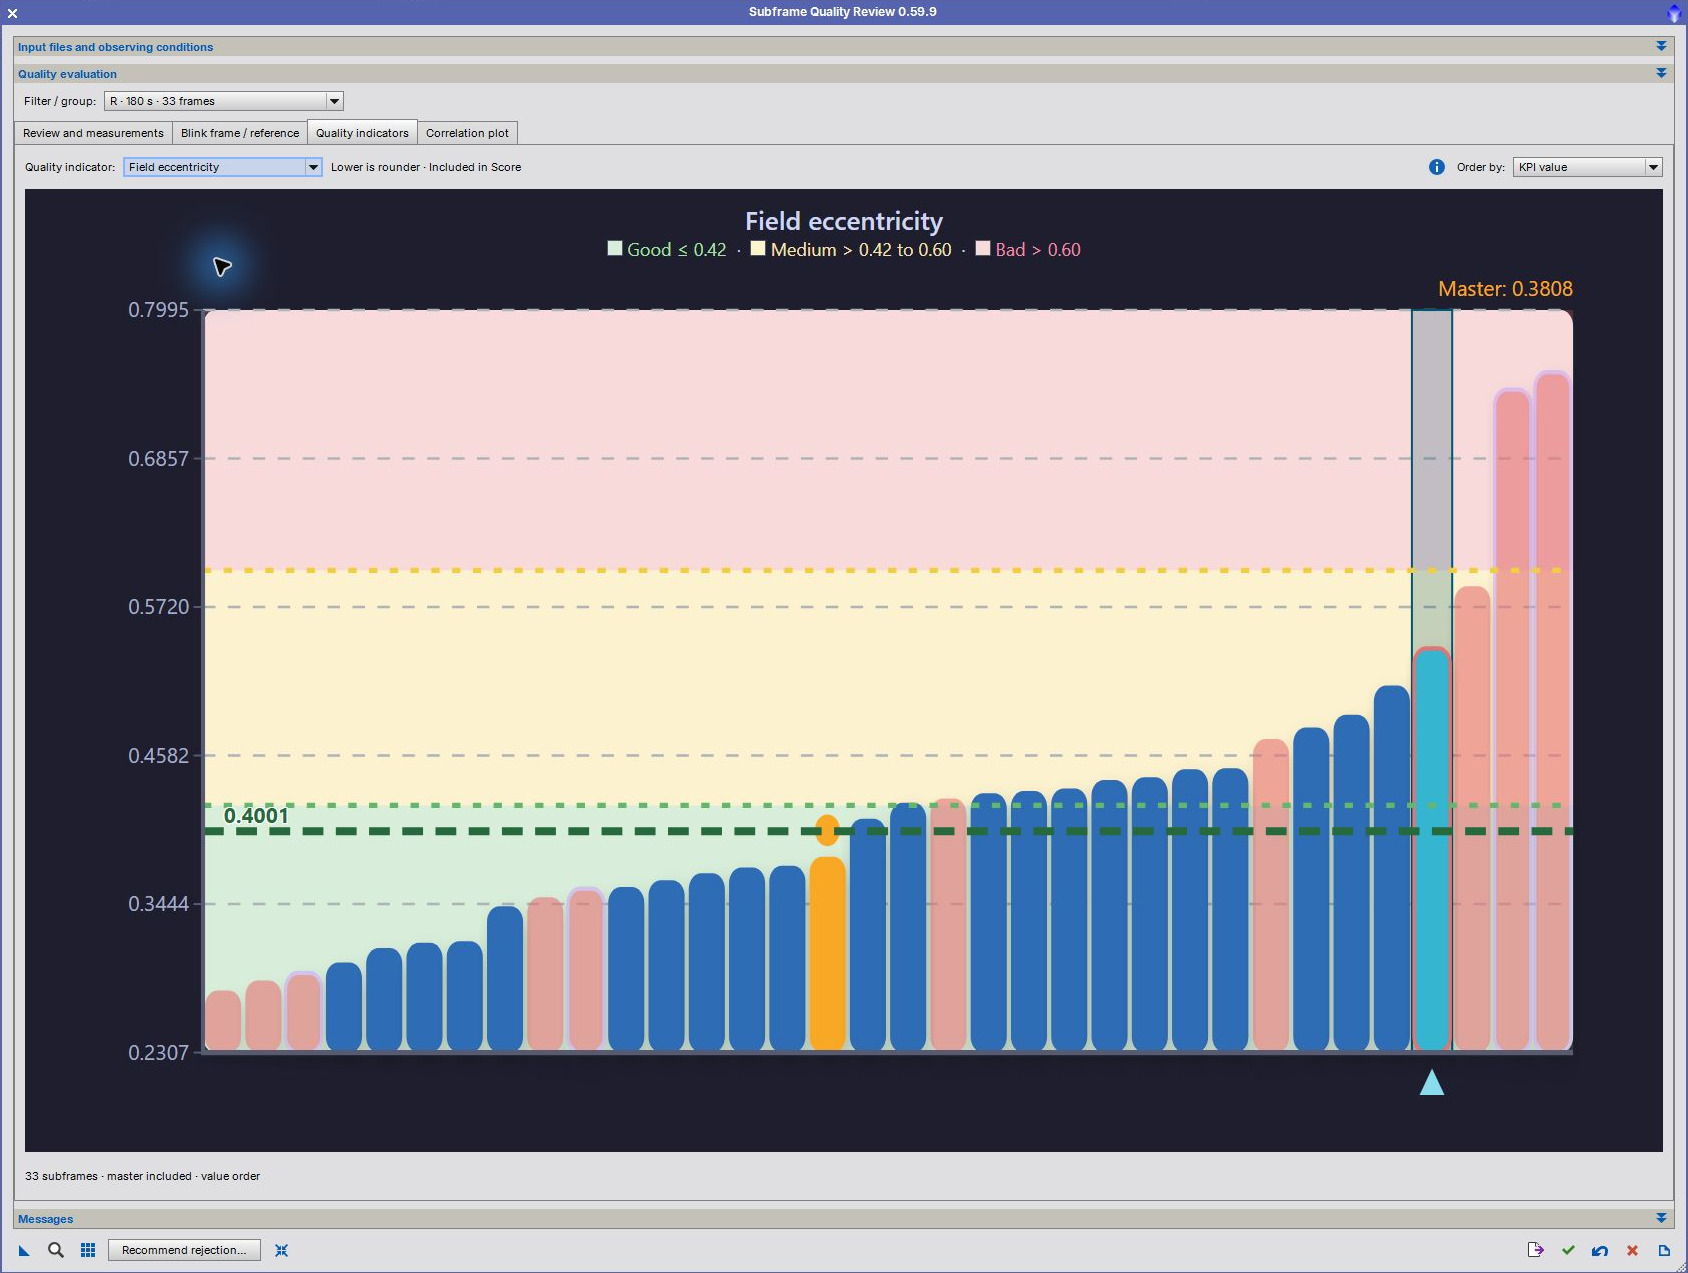 Subframe Quality Review 0.59.9
Input files and observing conditions
Quality evaluation
Filter / group: R · 180 s · 33 frames
Review and measurements Blink frame / reference Quality indicators Correlation plot
Quality indicator: Field eccentricity Lower is rounder · Included in Score Order by: KPI value
Field eccentricity
Good ≤ 0.42 · Medium > 0.42 to 0.60 · Bad > 0.60
Master: 0.3808
0.7995
0.6857
0.5720
0.4582
0.4001
0.3444
0.2307
33 subframes · master included · value order
Messages
Recommend rejection...